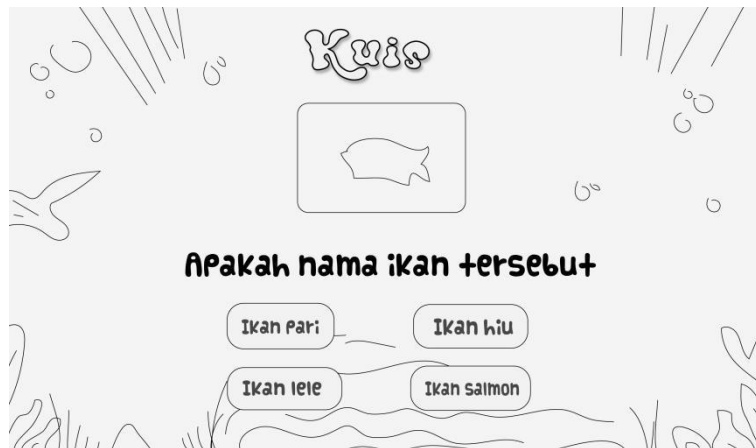 Kuis
Apakah nama ikan tersebut
Ikan Pari
Ikan hiu
Ikan lele
Ikan salmon